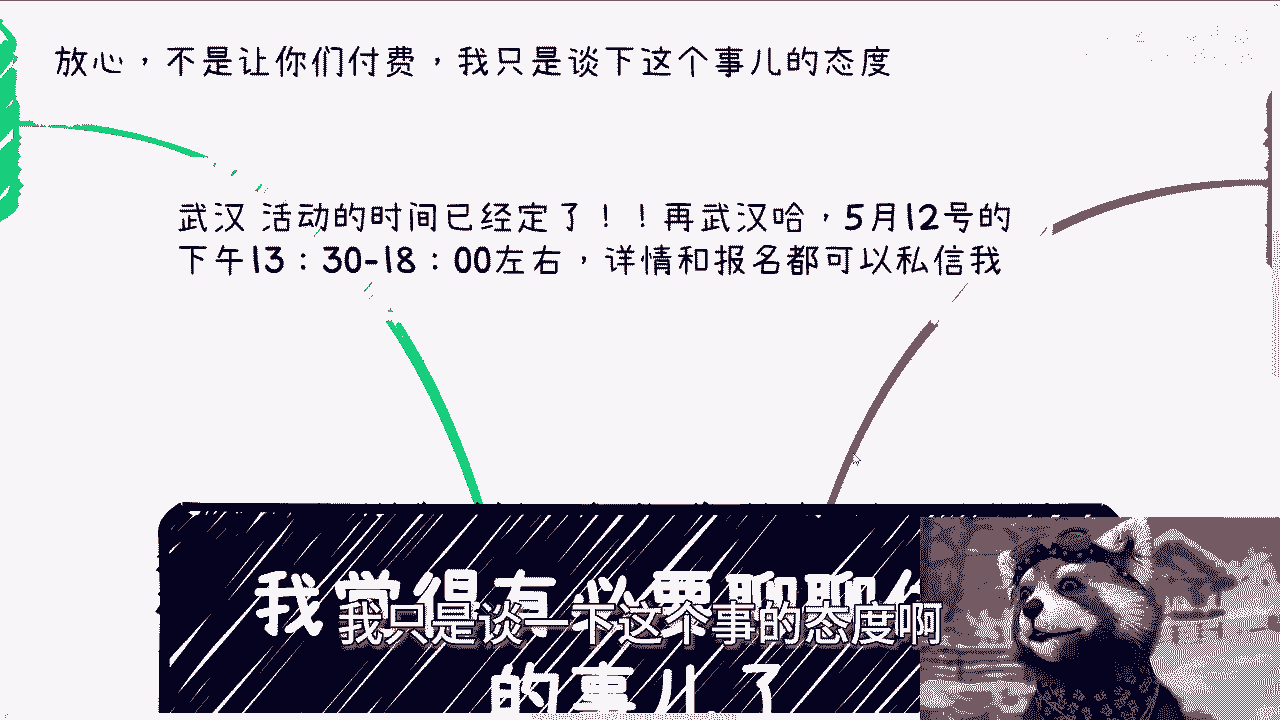 放心，不是让你们付费，我只是谈下这个事儿的态度
武汉 活动的时间已经定了！！再武汉哈，5月12号的
下午13：30-18：00左右，详情和报名都可以私信我
我觉得有必要聊聊
我只是谈一下这个事的态度啊
的事儿了